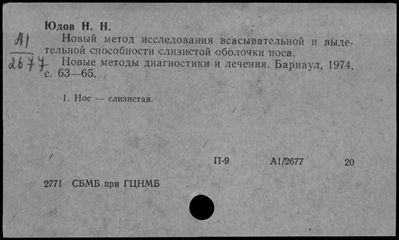 Юдов Н. Н.
А1
2677
Новый метод исследования всасывательной и выде-
тельной способности слизистой оболочки носа.
Новые методы диагностики и лечения. Барнаул, 1974,
с. 63—65.
1. Нос — слизистая.
П-9 А1/2677 20
2771 СБМБ при ГЦНМБ